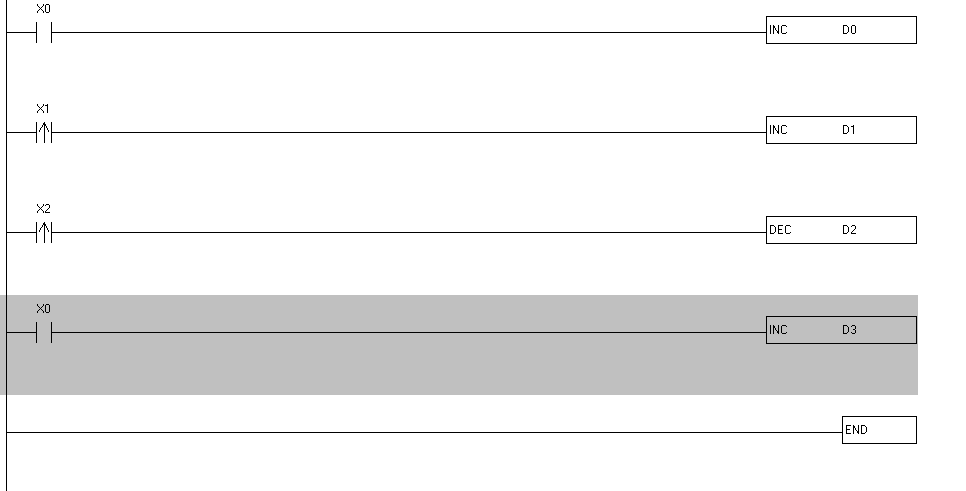 X0
INC D0
X1
INC D1
X2
DEC D2
X0
INC D3
END